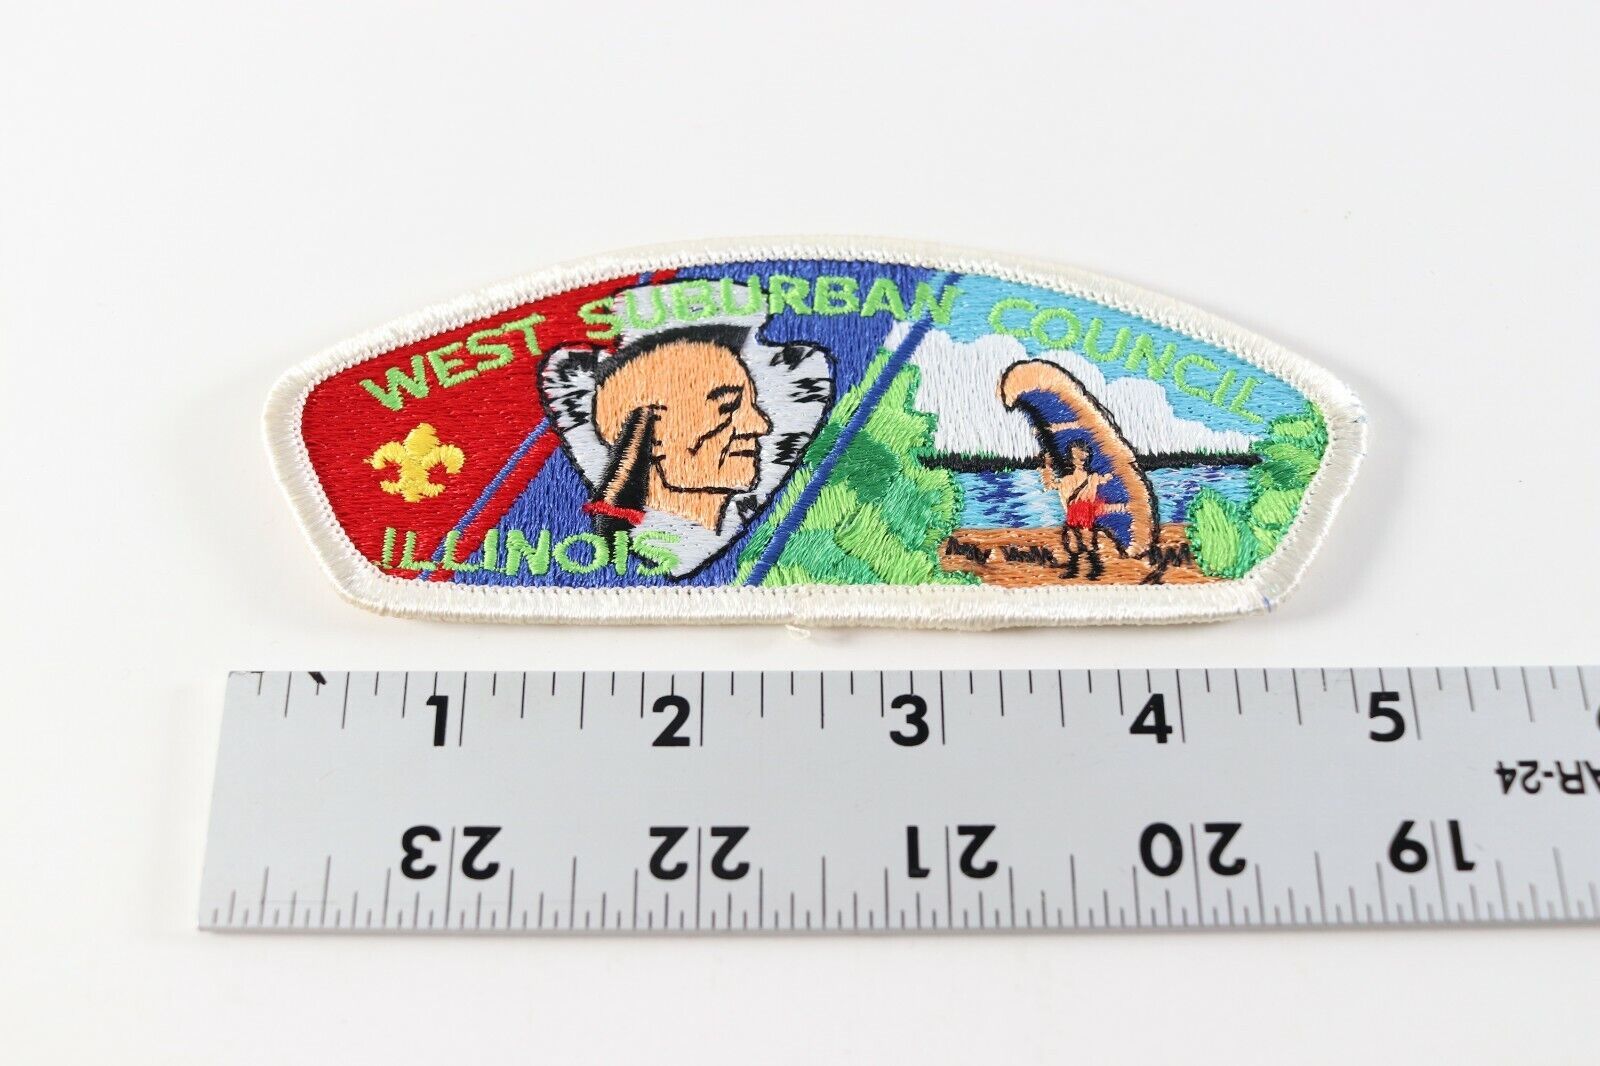 WEST SUBURBAN COUNCIL
ILLINOIS
1 2 3 4 5
AR-24
23 22 21 20 19